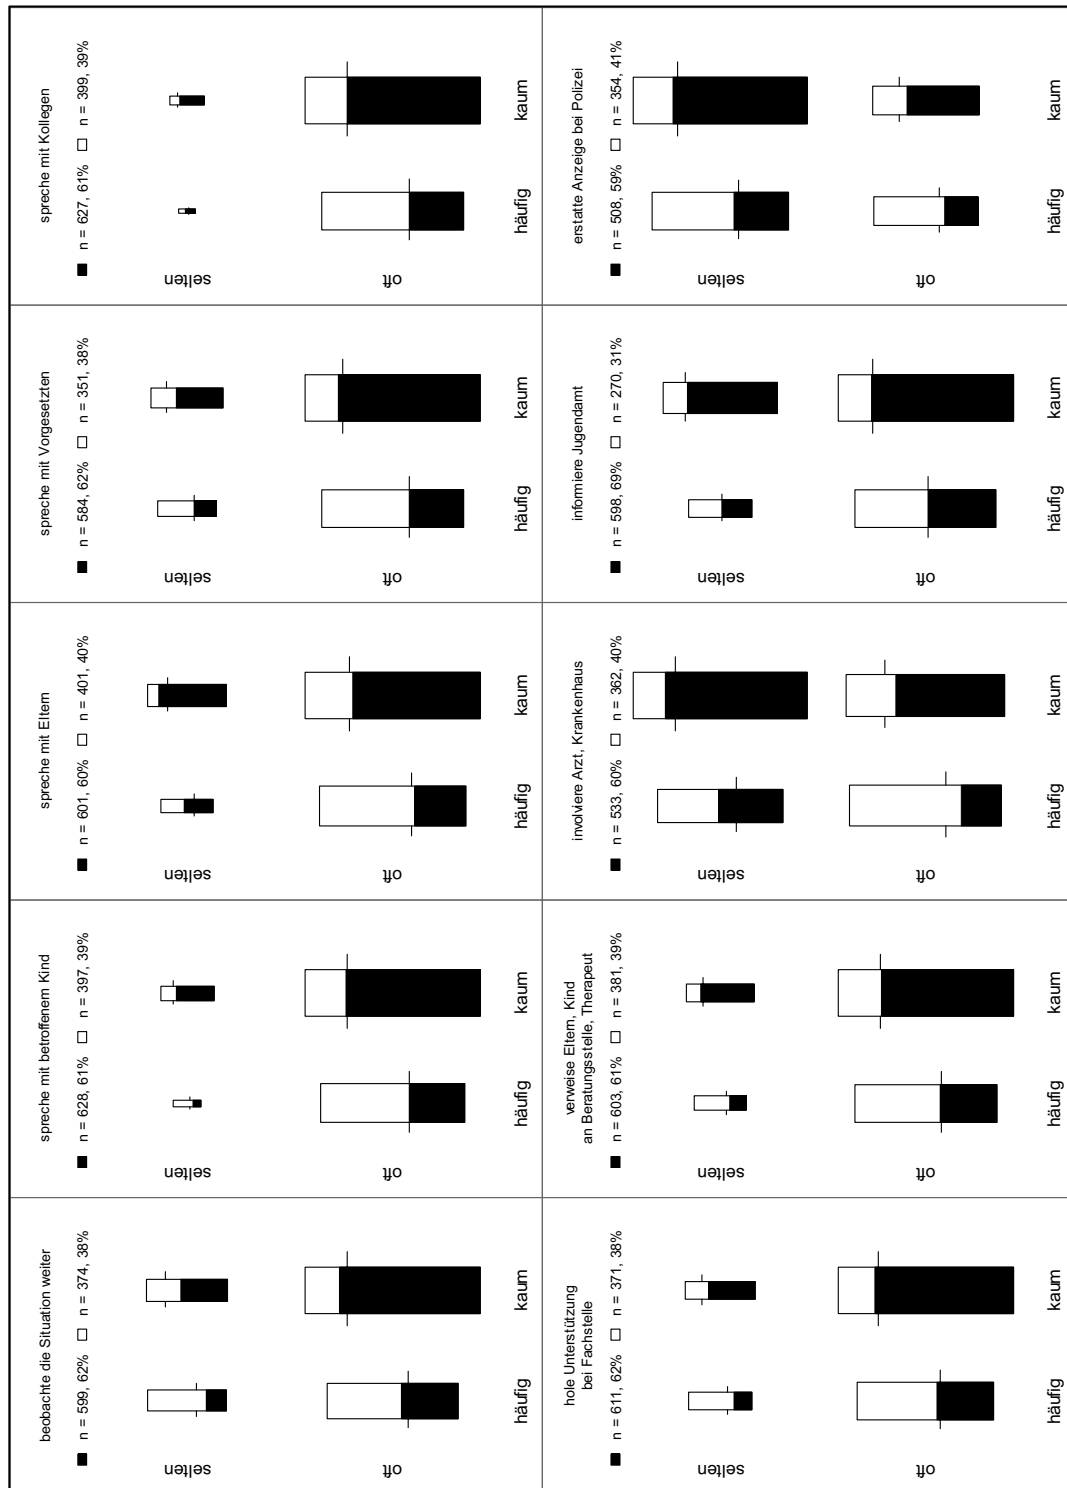 beobachte die Situation weiter
n = 599, 62% n = 374, 38%
selten
oft
häufig kaum
spreche mit betroffenem Kind
n = 628, 61% n = 397, 39%
selten
oft
häufig kaum
spreche mit Eltern
n = 601, 60% n = 401, 40%
selten
oft
häufig kaum
spreche mit Vorgesetzten
n = 584, 62% n = 351, 38%
selten
oft
häufig kaum
spreche mit Kollegen
n = 627, 61% n = 399, 39%
selten
oft
häufig kaum
hole Unterstützung
bei Fachstelle
n = 611, 62% n = 371, 38%
selten
oft
häufig kaum
verweise Eltern, Kind
an Beratungsstelle, Therapeut
n = 603, 61% n = 381, 39%
selten
oft
häufig kaum
involviere Arzt, Krankenhaus
n = 533, 60% n = 362, 40%
selten
oft
häufig kaum
informiere Jugendamt
n = 598, 69% n = 270, 31%
selten
oft
häufig kaum
erstatte Anzeige bei Polizei
n = 508, 59% n = 354, 41%
selten
oft
häufig kaum